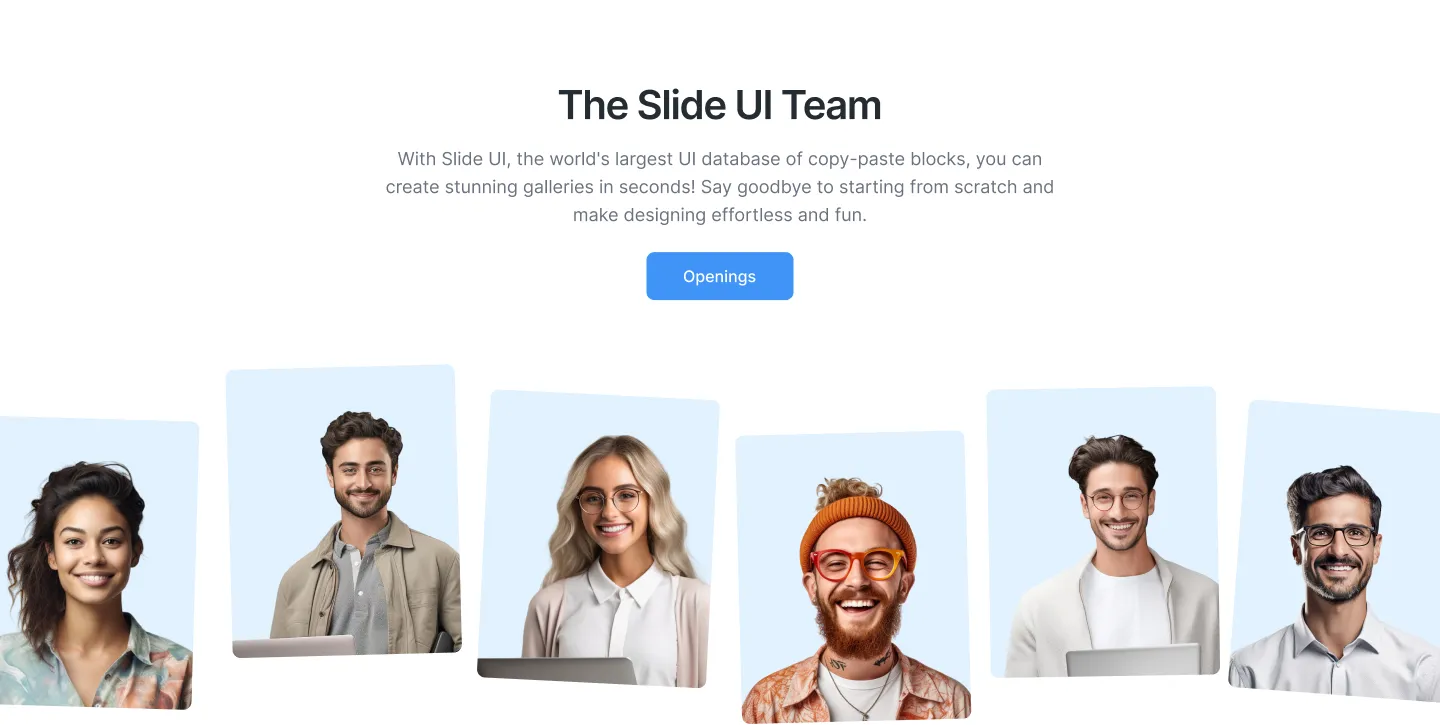 The Slide UI Team
With Slide UI, the world's largest UI database of copy-paste blocks, you can
create stunning galleries in seconds! Say goodbye to starting from scratch and
make designing effortless and fun.
Openings